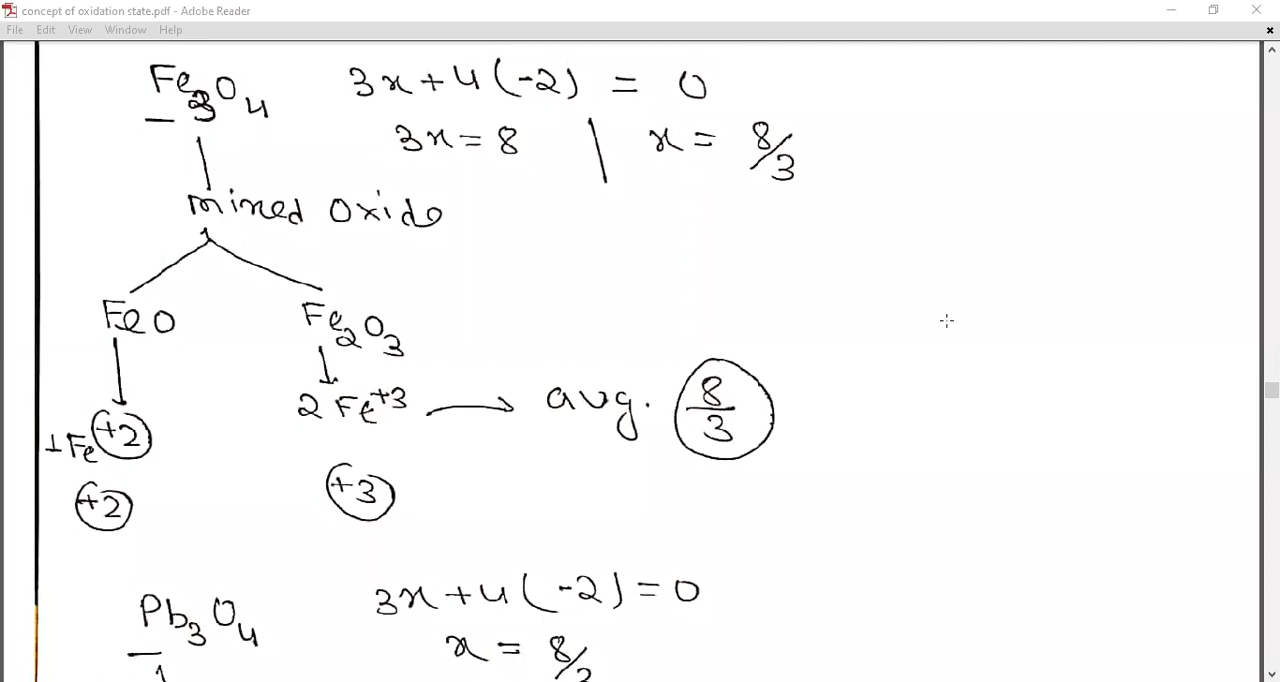 concept of oxidation state.pdf - Adobe Reader
File Edit View Window Help
Fe3O4 3x+4(-2) = 0
3x = 8 | x = 8/3
mixed oxide
FeO Fe2O3
2 Fe+3 → avg. 8/3
1Fe +2
+2 +3
Pb3O4 3x+4(-2)=0
x = 8/3